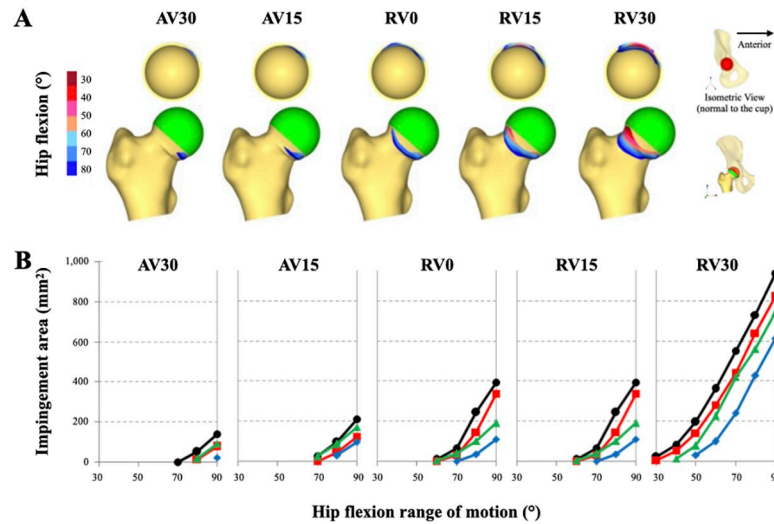 A
AV30 AV15 RV0 RV15 RV30
Anterior
Isometric View
(normal to the cup)
Hip flexion (°)
30
40
50
60
70
80
B
AV30 AV15 RV0 RV15 RV30
Impingement area (mm²)
1,000
800
600
400
200
0
30 50 70 90 30 50 70 90 30 50 70 90 30 50 70 90 30 50 70 90
Hip flexion range of motion (°)